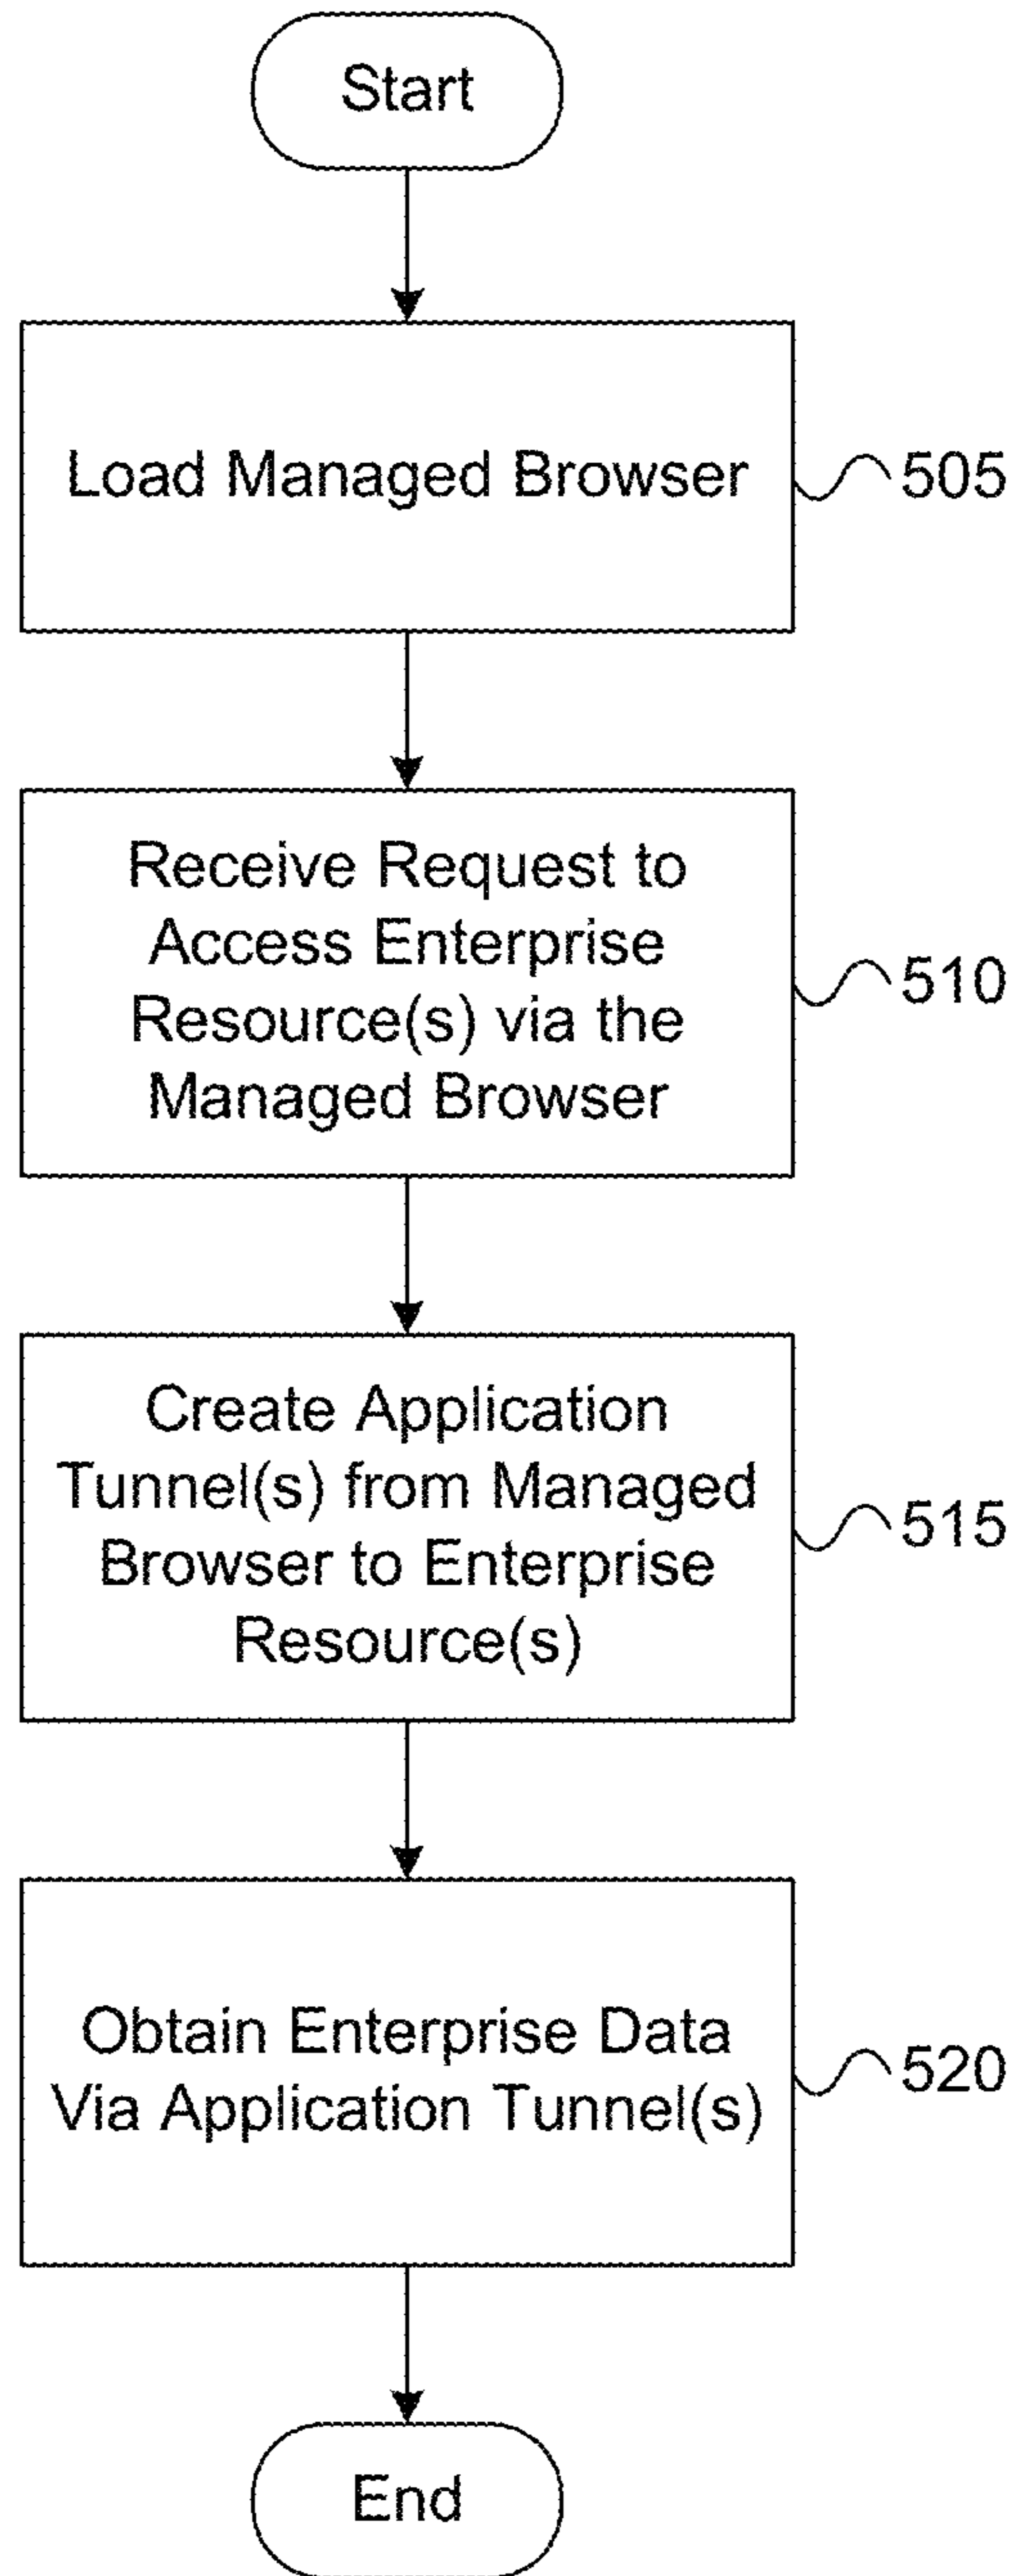 Start
Load Managed Browser
505
Receive Request to
Access Enterprise
Resource(s) via the
Managed Browser
510
Create Application
Tunnel(s) from Managed
Browser to Enterprise
Resource(s)
515
Obtain Enterprise Data
Via Application Tunnel(s)
520
End